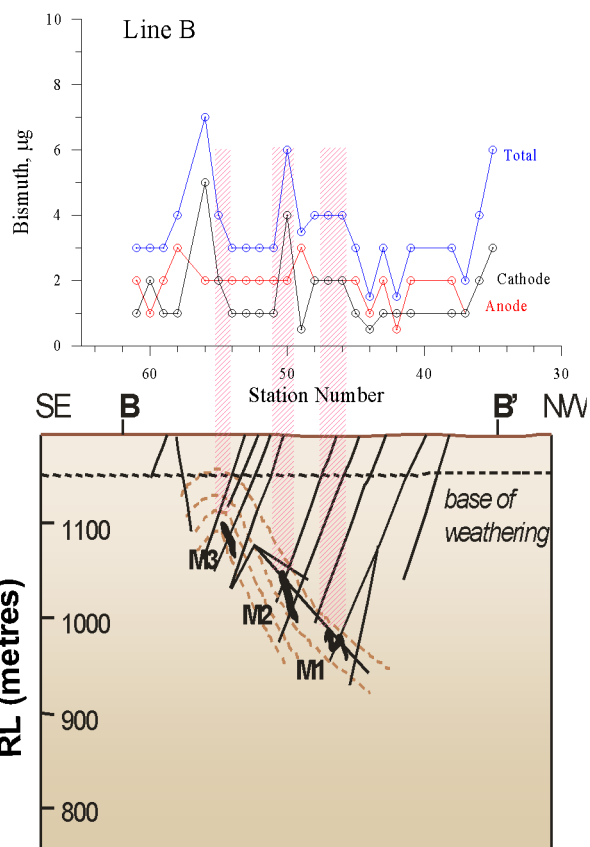 Line B
Bismuth, µg
10
8
6
4
2
0
Total
Cathode
Anode
60
50
40
30
Station Number
SE
B
B'
NW
base of
weathering
RL (metres)
1100
1000
900
800
M3
M2
M1